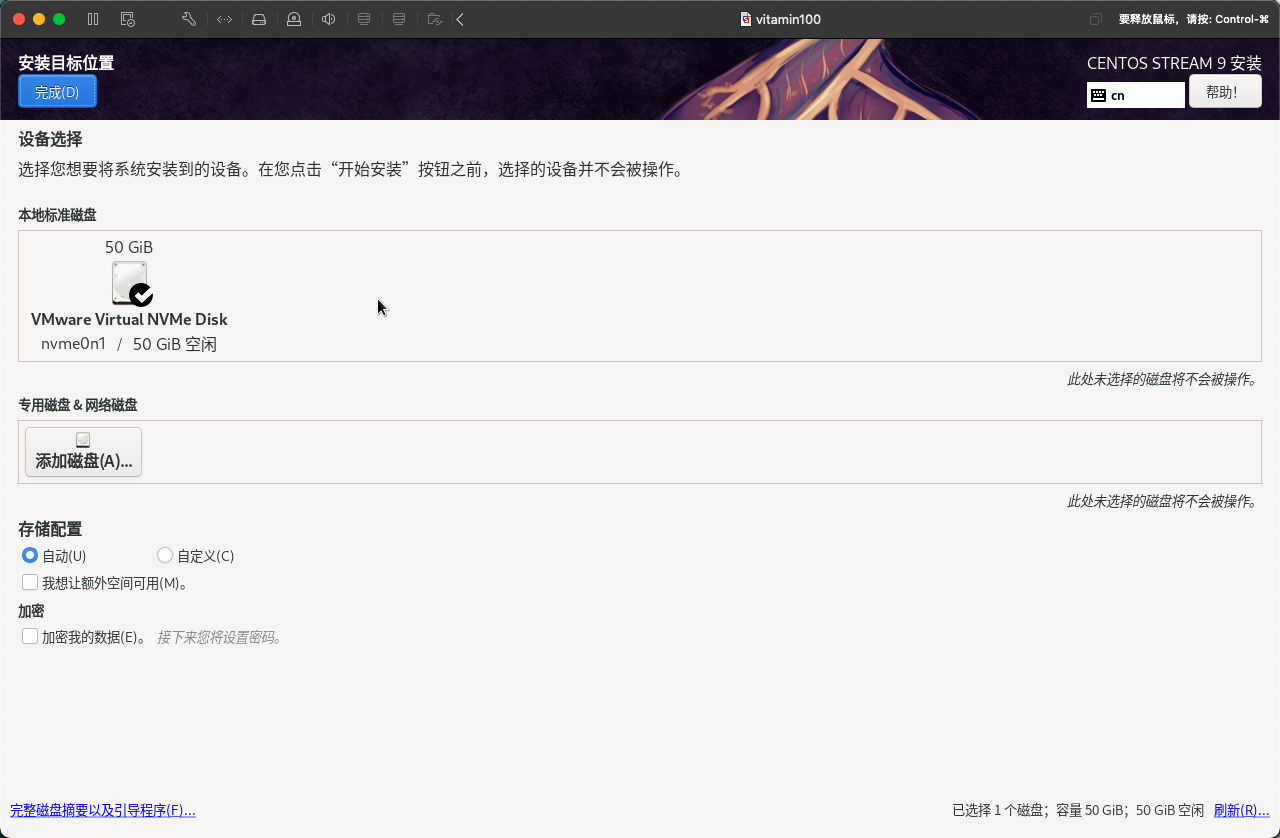 vitamin100
要释放鼠标，请按: Control-⌘
安装目标位置
CENTOS STREAM 9 安装
完成(D)
cn
帮助！
设备选择
选择您想要将系统安装到的设备。在您点击“开始安装”按钮之前，选择的设备并不会被操作。
本地标准磁盘
50 GiB
VMware Virtual NVMe Disk
nvme0n1 / 50 GiB 空闲
此处未选择的磁盘将不会被操作。
专用磁盘 & 网络磁盘
添加磁盘(A)...
此处未选择的磁盘将不会被操作。
存储配置
自动(U) 自定义(C)
我想让额外空间可用(M)。
加密
加密我的数据(E)。 接下来您将设置密码。
完整磁盘摘要以及引导程序(F)... 已选择 1 个磁盘；容量 50 GiB；50 GiB 空闲 刷新(R)...